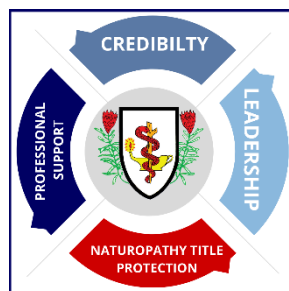 CREDIBILTY
LEADERSHIP
NATUROPATHY TITLE
PROTECTION
PROFESSIONAL
SUPPORT